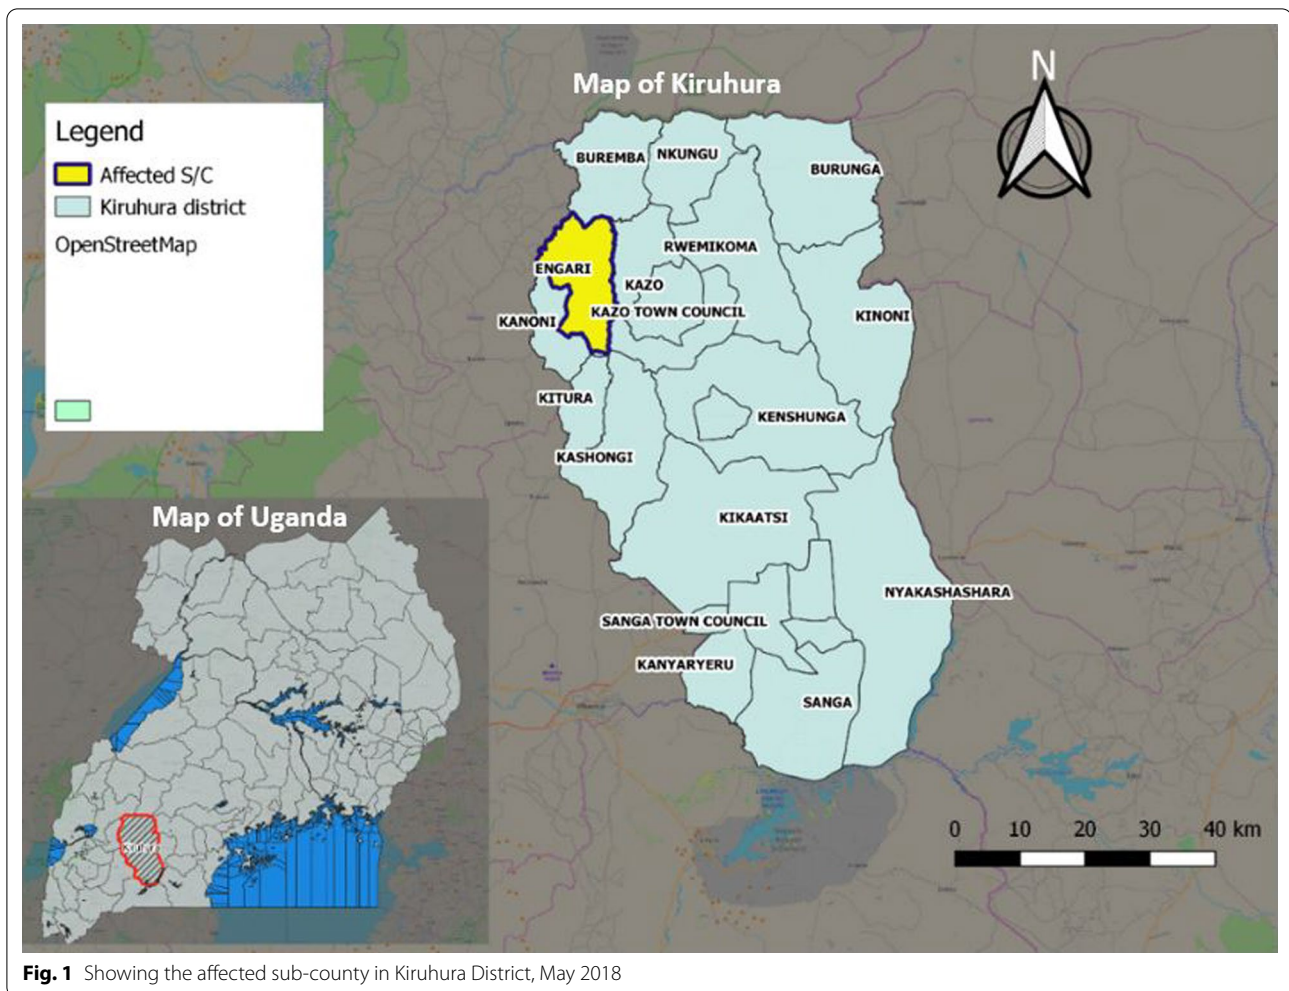 Map of Kiruhura
N
Legend
Affected S/C
Kiruhura district
OpenStreetMap
BUREMBA
NKUNGU
BURUNGA
RWEMIKOMA
ENGARI
KAZO
KAZO TOWN COUNCIL
KANONI
KINONI
KITURA
KENSHUNGA
KASHONGI
KIKAATSI
NYAKASHASHARA
SANGA TOWN COUNCIL
KANYARYERU
SANGA
Map of Uganda
0 10 20 30 40 km
Fig. 1 Showing the affected sub-county in Kiruhura District, May 2018